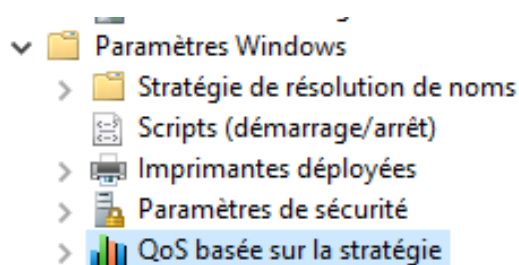 Paramètres Windows
Stratégie de résolution de noms
Scripts (démarrage/arrêt)
Imprimantes déployées
Paramètres de sécurité
QoS basée sur la stratégie